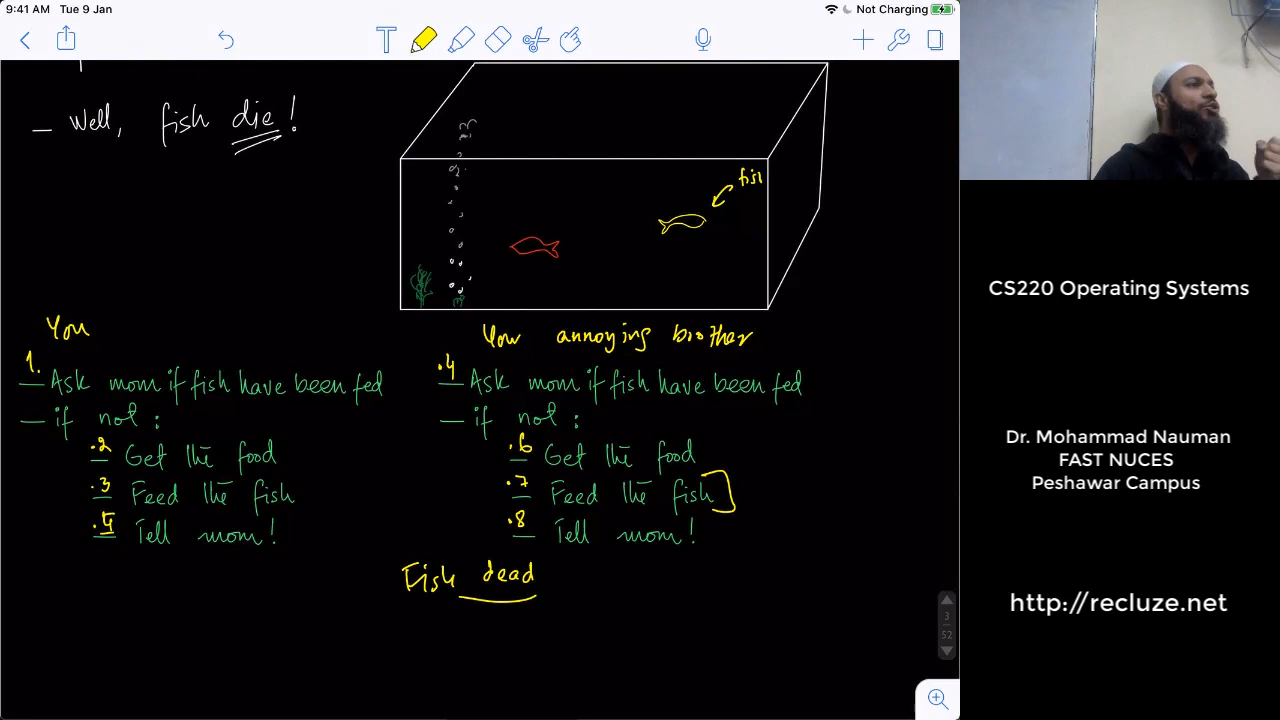 9:41 AM Tue 9 Jan
Not Charging
T
— Well, fish die!
fish
You
Your annoying brother
1.
— Ask mom if fish have been fed
— if not:
.2 — Get the food
.3 — Feed the fish
.5 — Tell mom!
.4
— Ask mom if fish have been fed
— if not:
.6 — Get the food
.7 — Feed the fish
.8 — Tell mom!
Fish dead
3
52
CS220 Operating Systems
Dr. Mohammad Nauman
FAST NUCES
Peshawar Campus
http://recluze.net